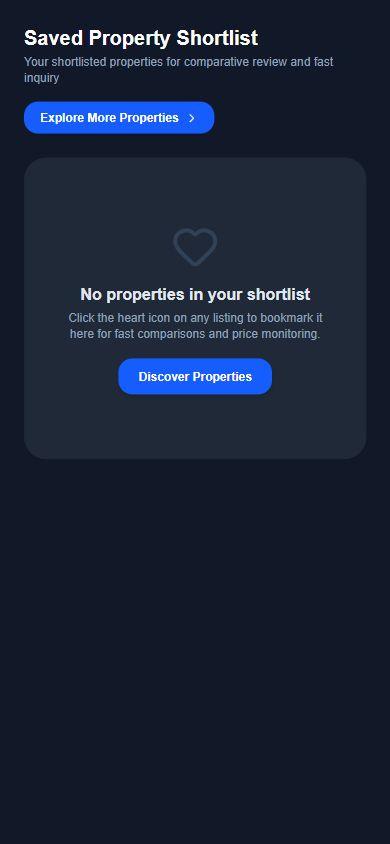 Saved Property Shortlist
Your shortlisted properties for comparative review and fast
inquiry
Explore More Properties
No properties in your shortlist
Click the heart icon on any listing to bookmark it
here for fast comparisons and price monitoring.
Discover Properties